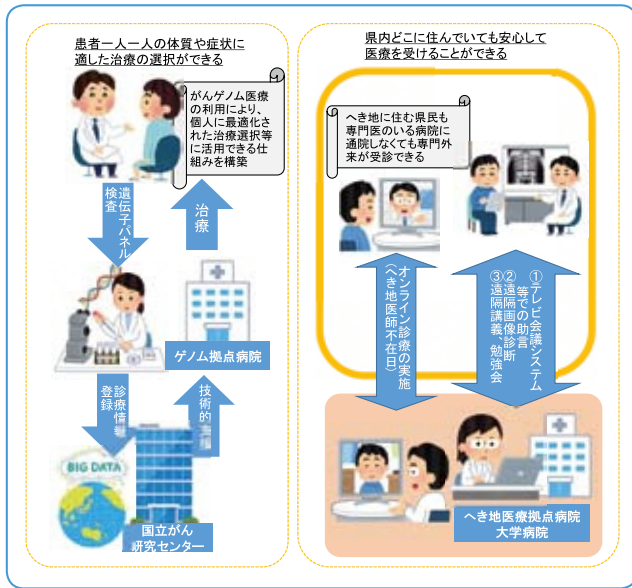 患者一人一人の体質や症状に
適した治療の選択ができる
がんゲノム医療
の利用により、
個人に最適化さ
れた治療選択等
に活用できる仕
組みを構築
遺伝子パネル
検査
治療
ゲノム拠点病院
診療情報
登録
技術的
BIG DATA
国立がん
研究センター
県内どこに住んでいても安心して
医療を受けることができる
へき地に住む県民も
専門医のいる病院に
通院しなくても専門外
来が受診できる
オンライン診療の実施
(へき地医師不在日)
①テレビ会議システム
等での助言
②遠隔画像診断
③遠隔講義、勉強会
へき地医療拠点病院
大学病院